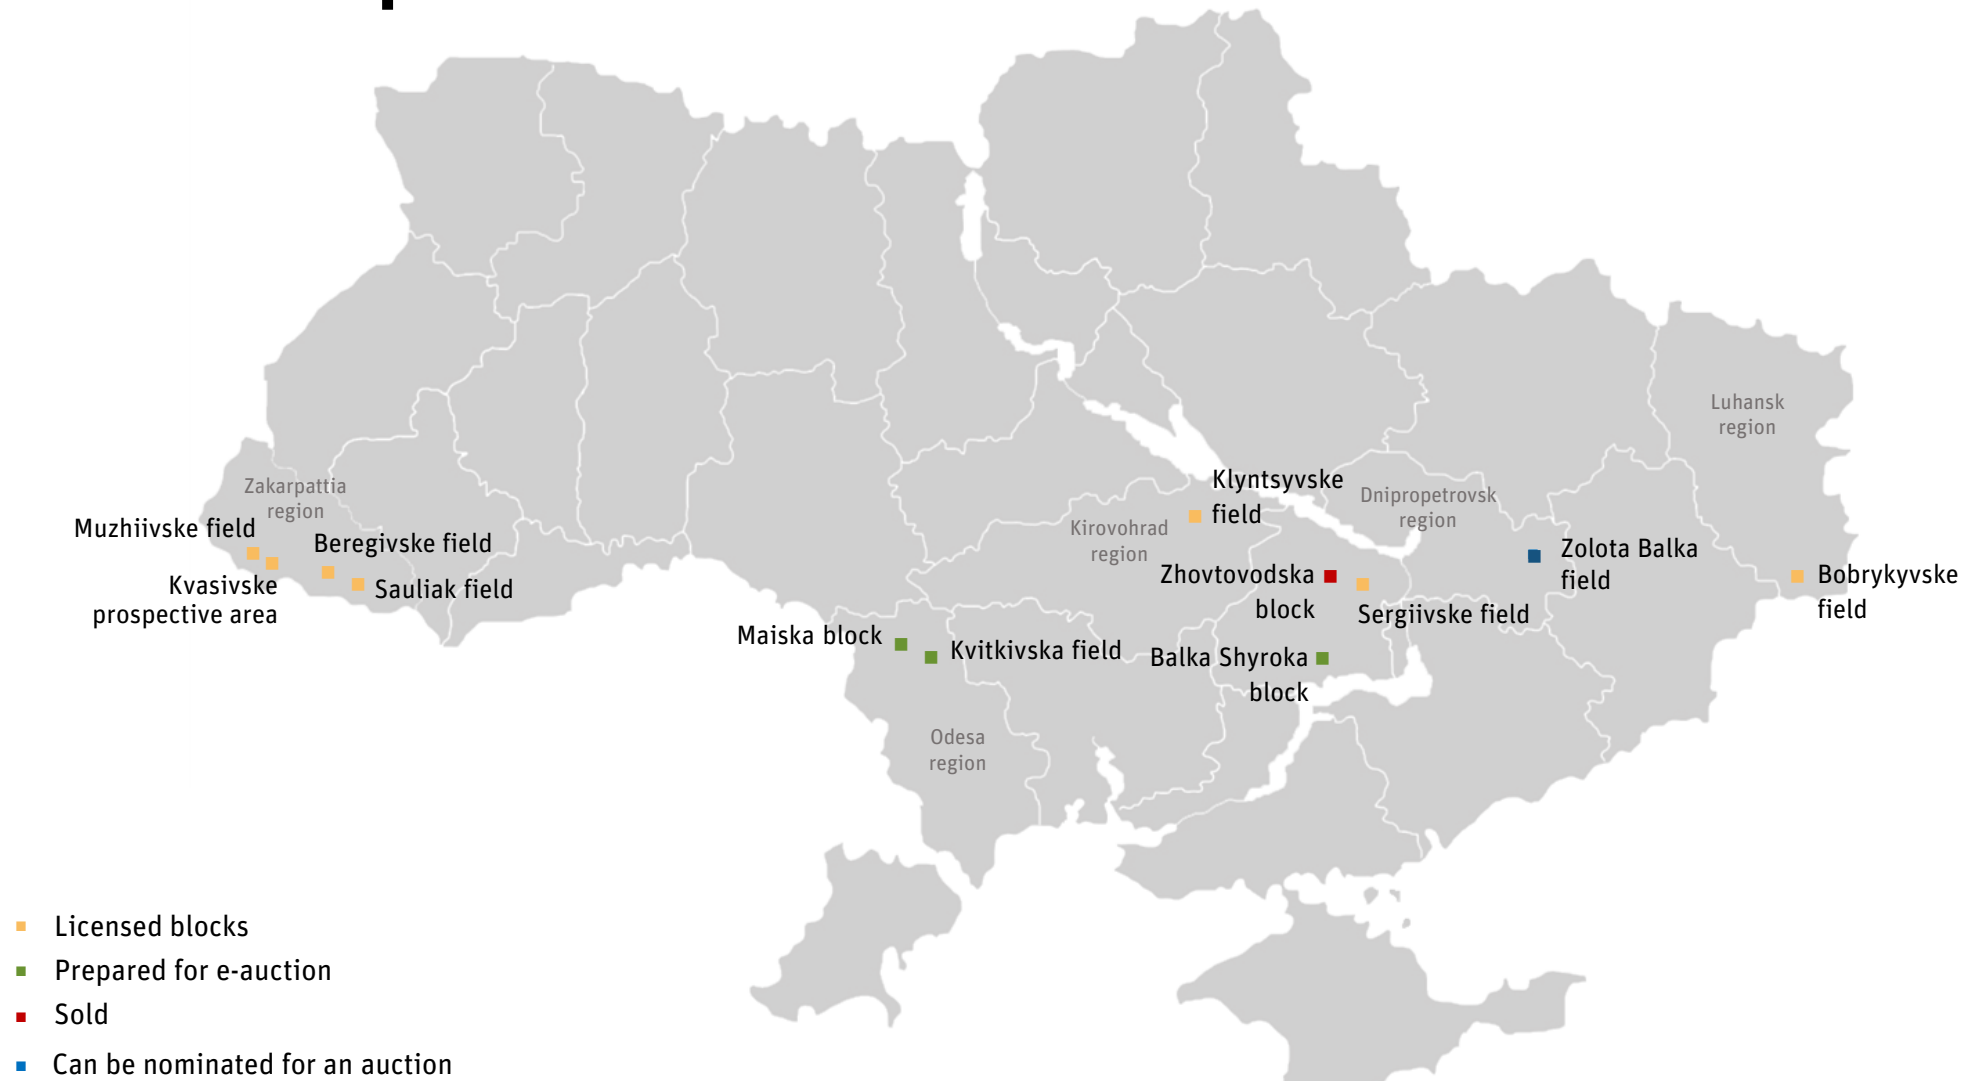 Luhansk
region
Klyntsyvske
field
Zakarpattia
region
Dnipropetrovsk
region
Muzhiivske field
Kirovohrad
region
Beregivske field
Zolota Balka
field
Kvasivske
prospective area
Sauliak field
Zhovtovodska
block
Sergiivske field
Bobrykyvske
field
Maiska block
Kvitkivska field
Balka Shyroka
block
Odesa
region
Licensed blocks
Prepared for e-auction
Sold
Can be nominated for an auction